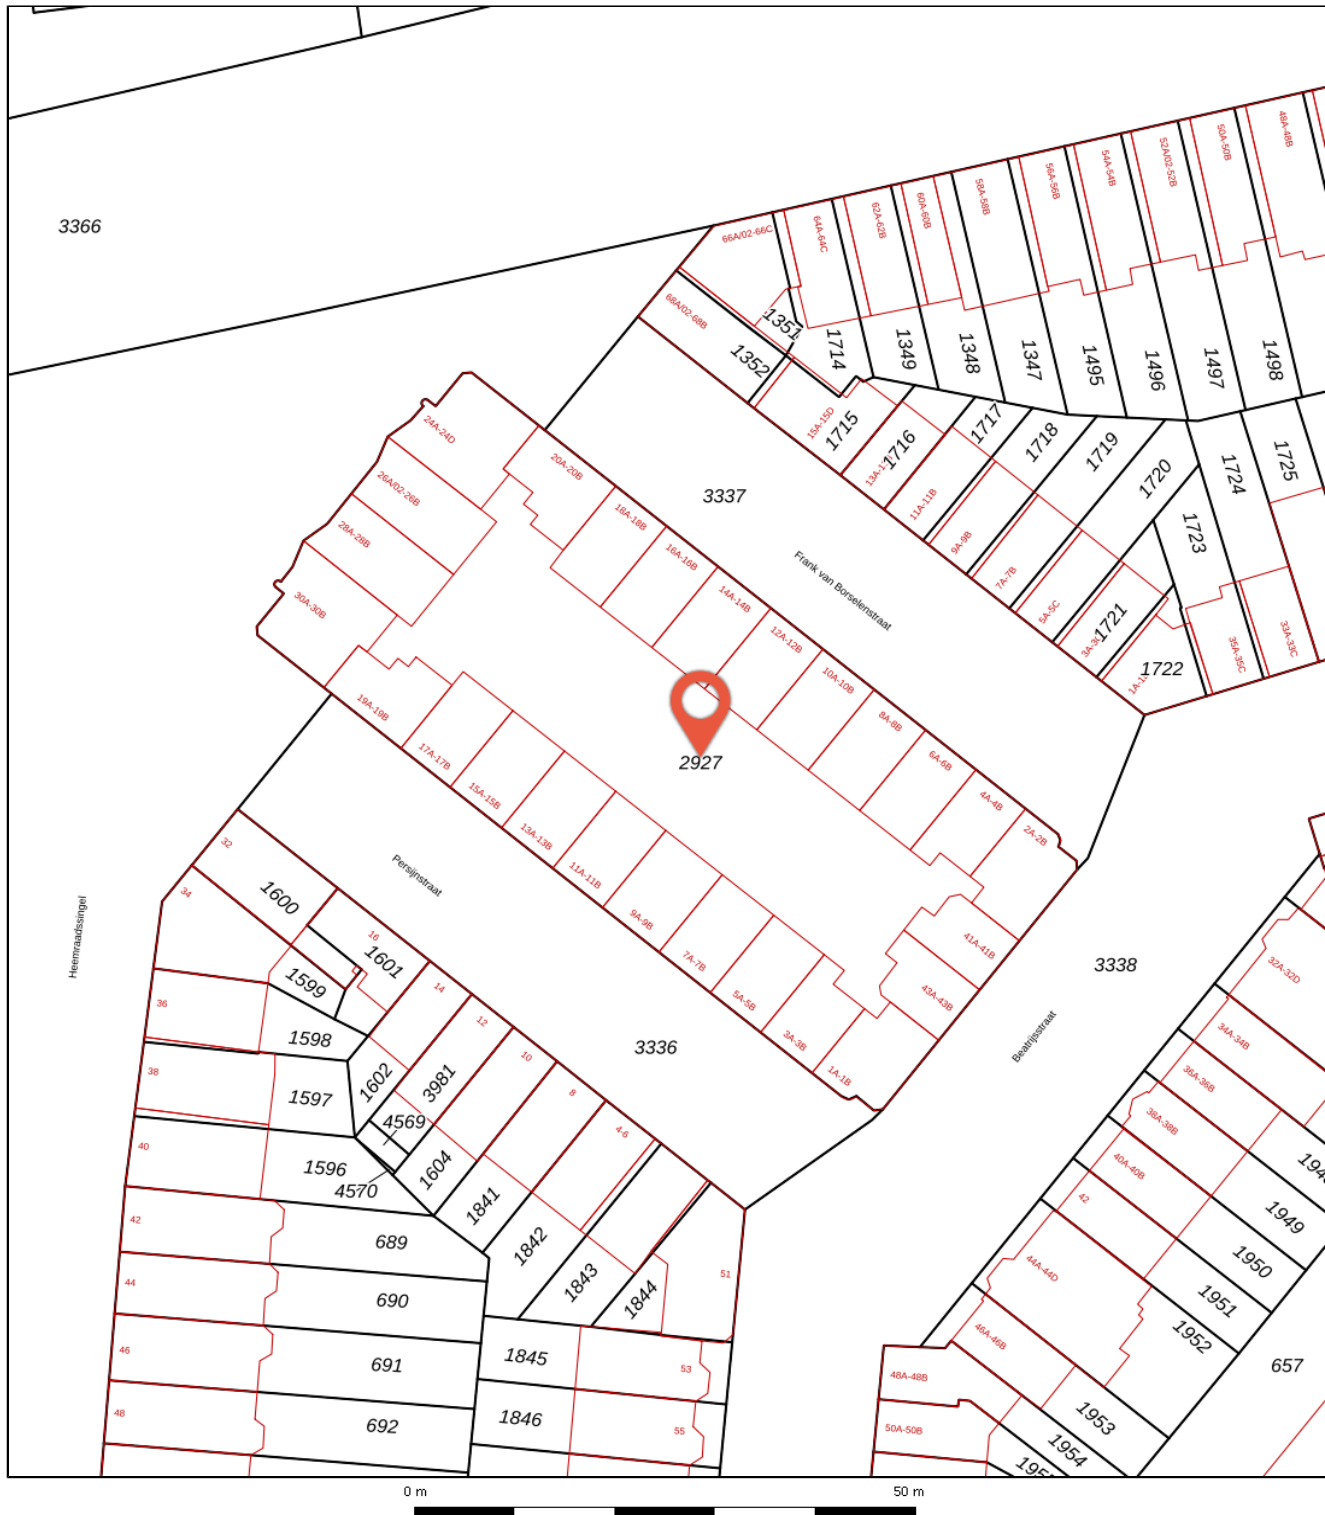 3366
48A-48B
50A-50B
52A/02-52B
54A-54B
56A-56B
58A-58B
60A-60B
62A-62B
64A-64C
66A/02-66C
68A/02-68B
1351
1352
1714
1349
1348
1347
1495
1496
1497
1498
15A-15D
1715
1716
1717
1718
1719
1720
1724
1725
1723
11A-11B
9A-9B
7A-7B
5A-5C
1721
1722
35A-35C
33A-33C
24A-24D
26A/02-26B
28A-28B
30A-30B
20A-20B
18A-18B
16A-16B
14A-14B
12A-12B
10A-10B
8A-8B
6A-6B
4A-4B
2A-2B
3337
Frank van Borselenstraat
2927
19A-19B
17A-17B
15A-15B
13A-13B
11A-11B
9A-9B
7A-7B
5A-5B
3A-3B
1A-1B
41A-41B
43A-43B
Persijnstraat
3336
3338
Beatrijsstraat
Heemraadssingel
32
34
1600
16
1601
1599
36
1598
14
12
10
8
4-6
38
1597
1602
3981
4569
40
1596
4570
1604
1841
1842
1843
1844
51
42
689
44
690
46
691
48
692
1845
53
1846
55
32A-32D
34A-34B
36A-36B
38A-38B
40A-40B
42
44A-44D
46A-46B
48A-48B
50A-50B
1949
1950
1951
1952
1953
1954
657
0 m
50 m